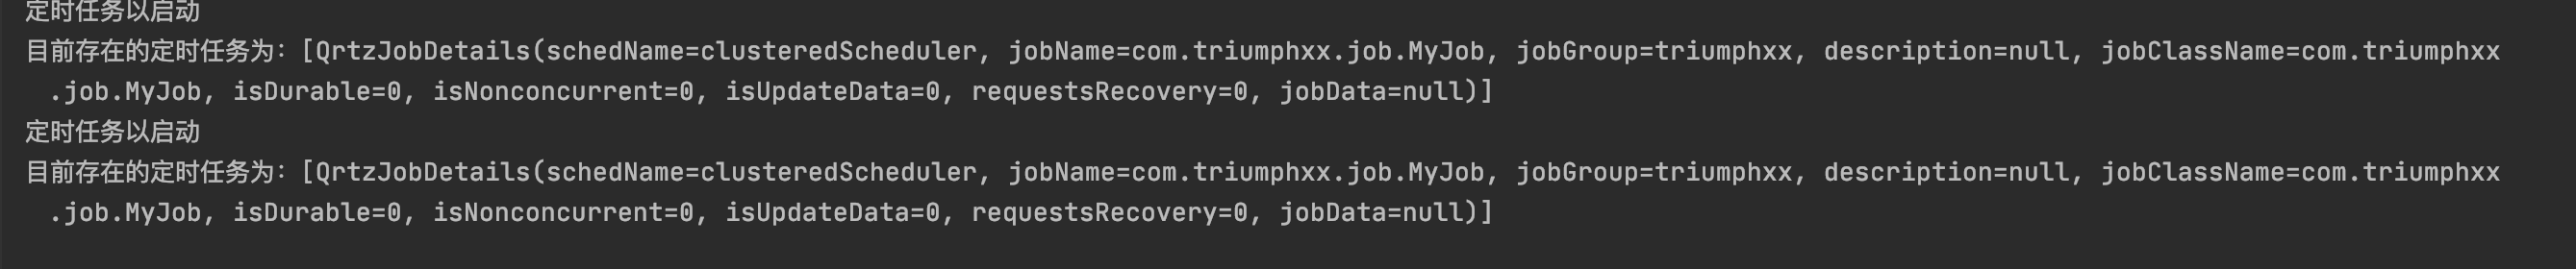 定时任务以启动
目前存在的定时任务为：[QrtzJobDetails(schedName=clusteredScheduler, jobName=com.triumphxx.job.MyJob, jobGroup=triumphxx, description=null, jobClassName=com.triumphxx
.job.MyJob, isDurable=0, isNonconcurrent=0, isUpdateData=0, requestsRecovery=0, jobData=null)]
定时任务以启动
目前存在的定时任务为：[QrtzJobDetails(schedName=clusteredScheduler, jobName=com.triumphxx.job.MyJob, jobGroup=triumphxx, description=null, jobClassName=com.triumphxx
.job.MyJob, isDurable=0, isNonconcurrent=0, isUpdateData=0, requestsRecovery=0, jobData=null)]